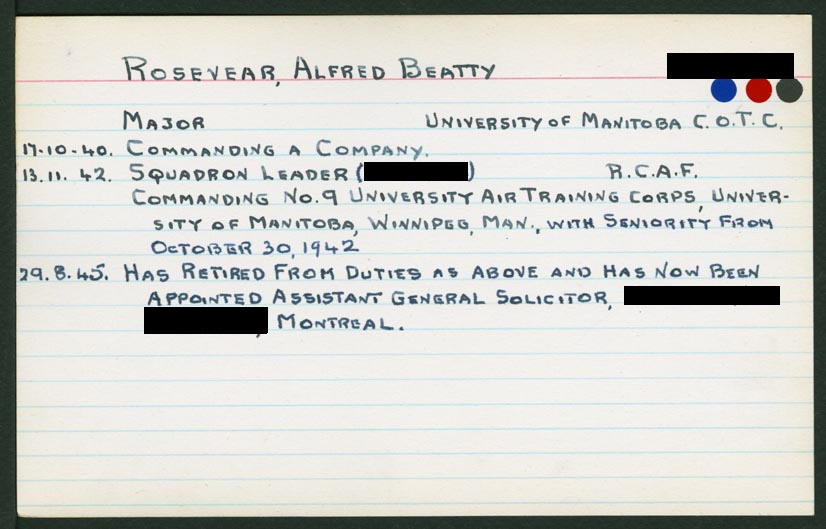 ROSEVEAR, ALFRED BEATTY
MAJOR UNIVERSITY OF MANITOBA C.O.T.C.
17.10.40. COMMANDING A COMPANY.
13.11.42. SQUADRON LEADER ( ) R.C.A.F.
COMMANDING NO.9 UNIVERSITY AIR TRAINING CORPS, UNIVER-
SITY OF MANITOBA, WINNIPEG, MAN., WITH SENIORITY FROM
OCTOBER 30, 1942
29.8.45. HAS RETIRED FROM DUTIES AS ABOVE AND HAS NOW BEEN
APPOINTED ASSISTANT GENERAL SOLICITOR,
, MONTREAL.